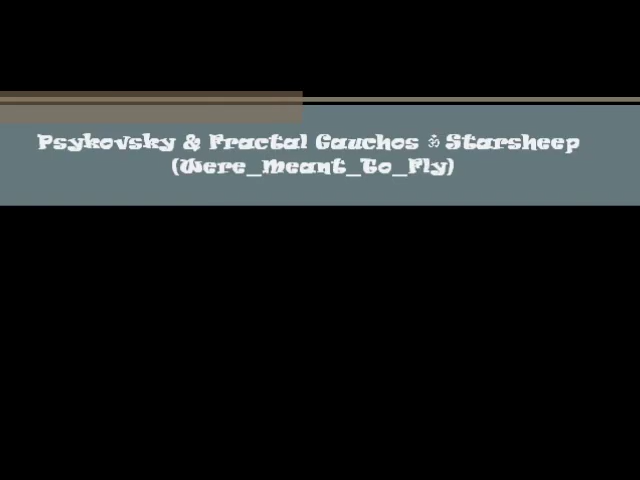 Psykovsky & Fractal Gauchos ॐ Starsheep
(Were_Meant_To_Fly)